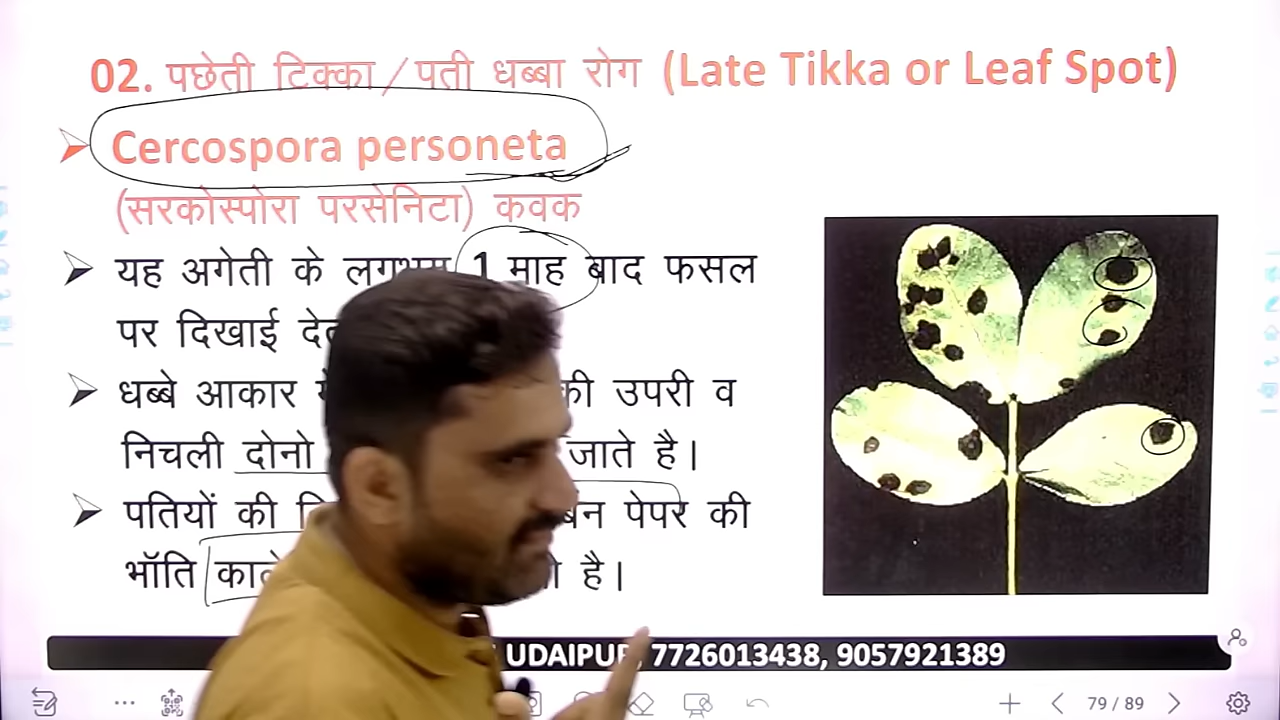 02. पछेती टिक्का/पती धब्बा रोग (Late Tikka or Leaf Spot)
Cercospora personeta
(सरकोस्पोरा परसेनिटा) कवक
यह अगेती के लगभग 1 माह बाद फसल
पर दिखाई
धब्बे आकार की उपरी व
निचली दोनो जाते है।
पतियों की पेपर की
भॉति है।
UDAIPUR, 7726013438, 9057921389
79 / 89